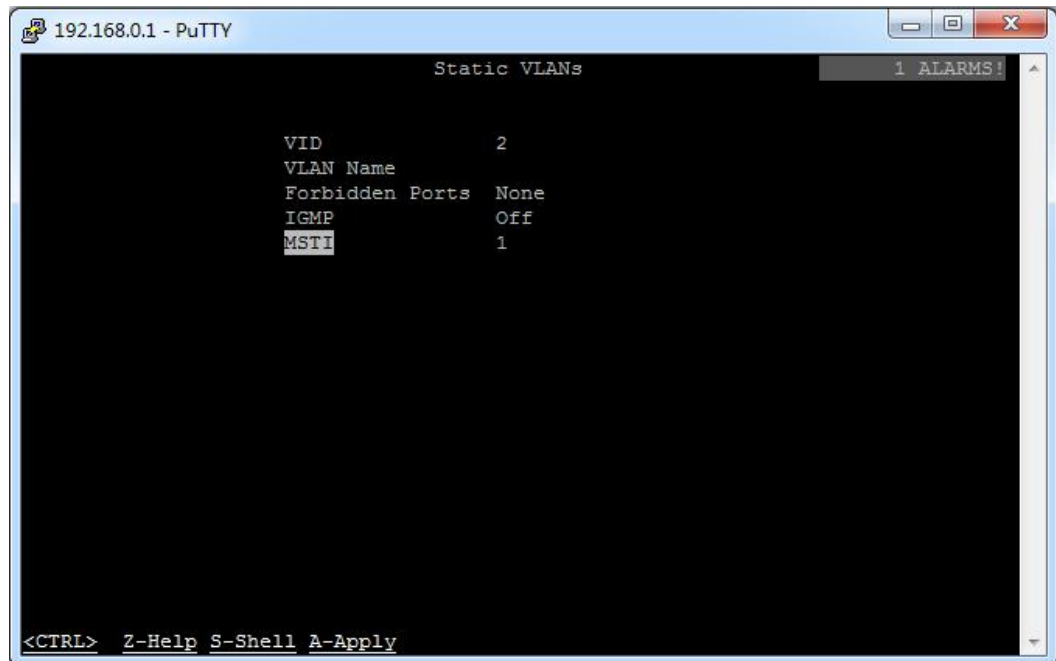 192.168.0.1 - PuTTY
Static VLANs 1 ALARMS!
VID 2
VLAN Name
Forbidden Ports None
IGMP Off
MSTI 1
<CTRL> Z-Help S-Shell A-Apply